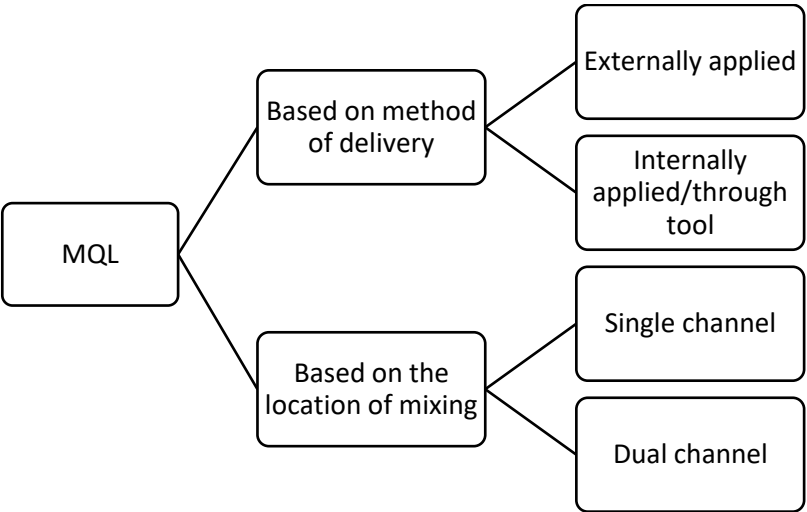 MQL
Based on method
of delivery
Externally applied
Internally
applied/through
tool
Based on the
location of mixing
Single channel
Dual channel